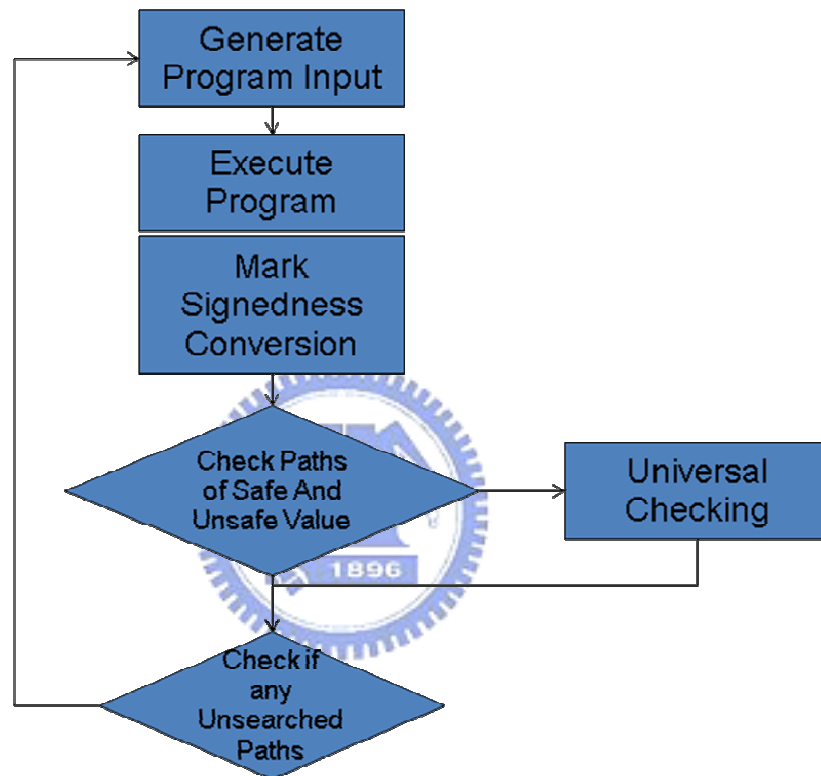 Generate
Program Input
Execute
Program
Mark
Signedness
Conversion
Check Paths
of Safe And
Unsafe Value
Universal
Checking
1896
Check if
any
Unsearched
Paths